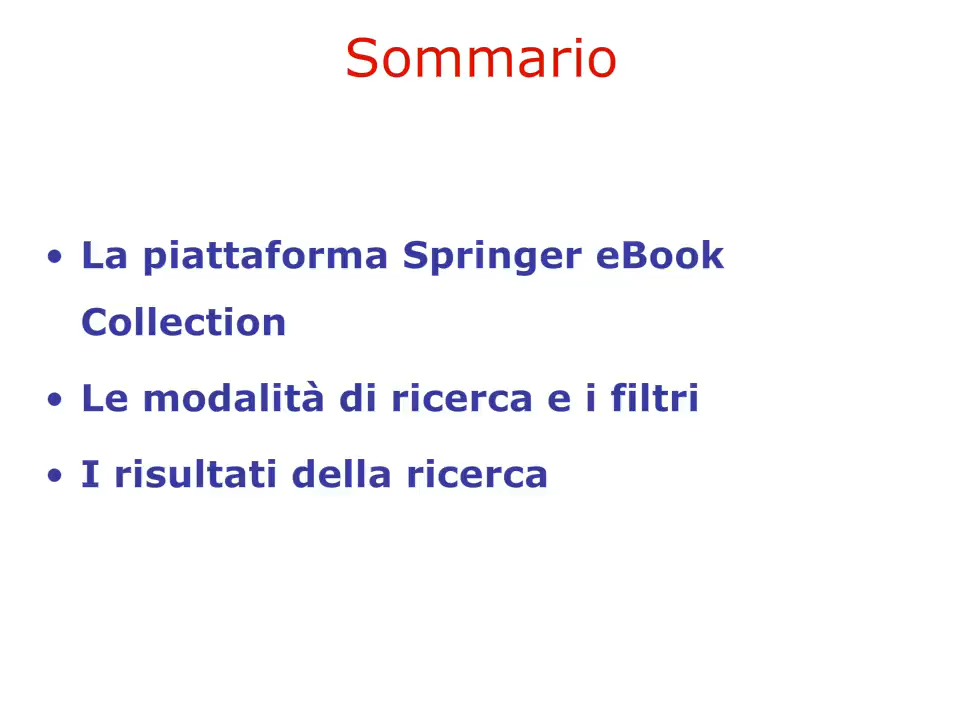 Sommario
• La piattaforma Springer eBook
Collection
• Le modalità di ricerca e i filtri
• I risultati della ricerca